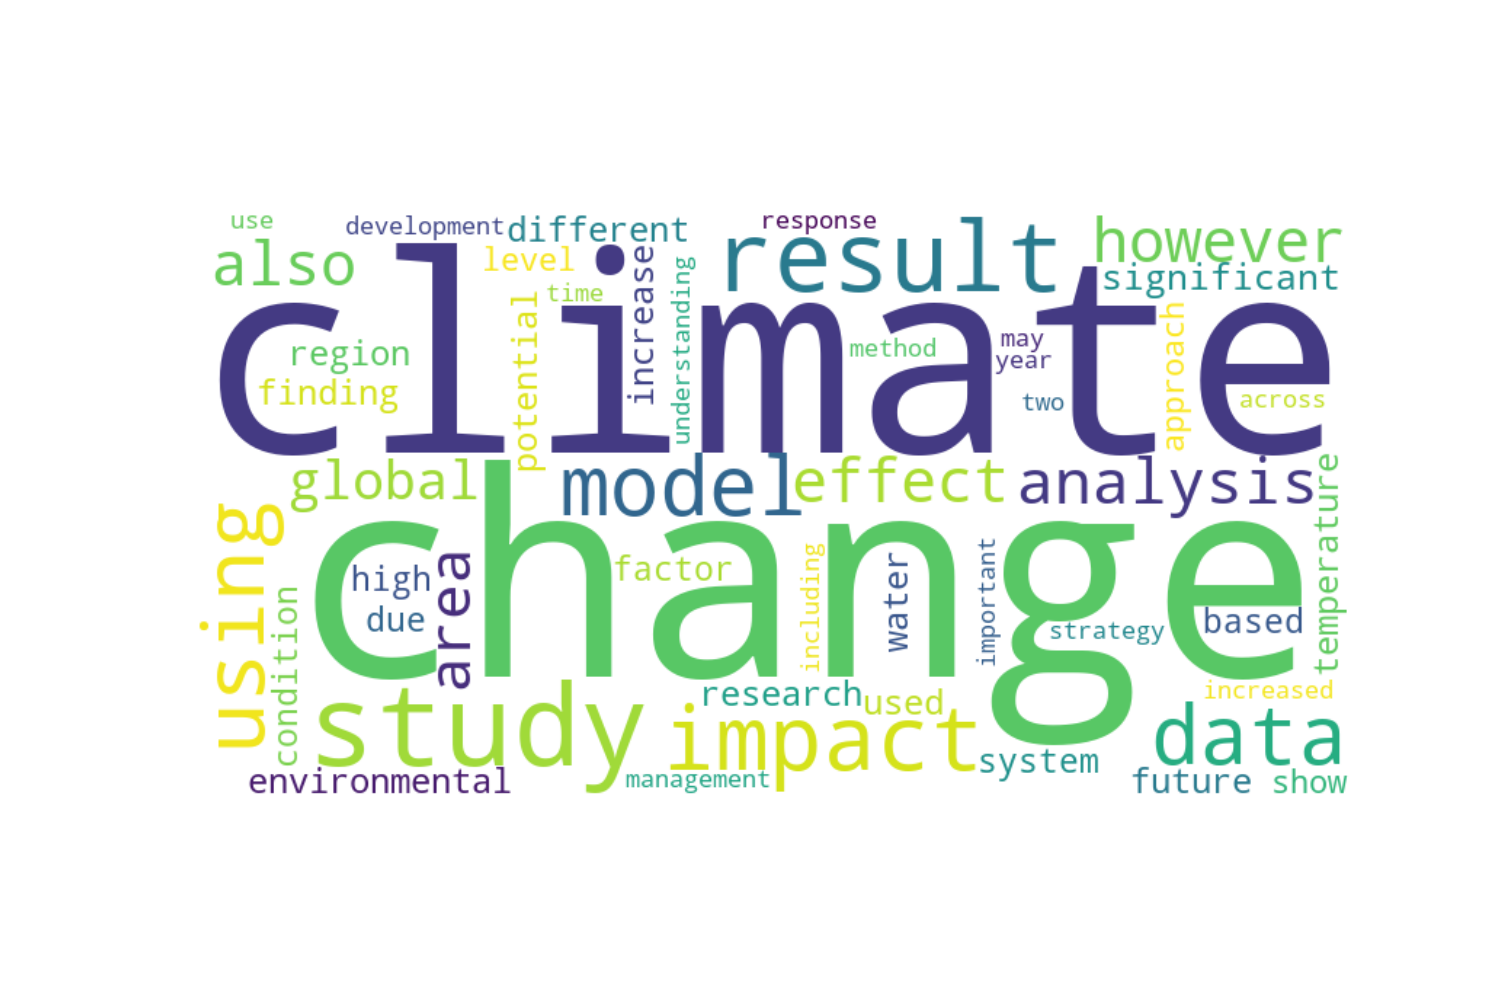 use
development
different
response
however
also
level
result
significant
climate
time
increase
understanding
potential
region
finding
method
may
year
two
approach
across
global
model
effect
analysis
temperature
using
change
high
due
area
factor
including
water
important
strategy
based
condition
study
research
used
impact
increased
data
system
environmental
management
future
show